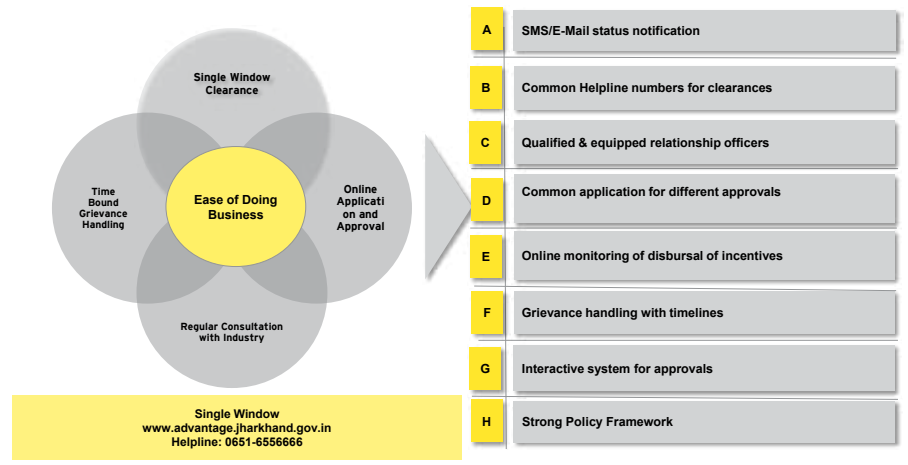 Single Window
Clearance
Time
Bound
Grievance
Handling
Ease of Doing
Business
Online
Applicati
on and
Approval
Regular Consultation
with Industry
Single Window
www.advantage.jharkhand.gov.in
Helpline: 0651-6556666
A SMS/E-Mail status notification
B Common Helpline numbers for clearances
C Qualified & equipped relationship officers
D Common application for different approvals
E Online monitoring of disbursal of incentives
F Grievance handling with timelines
G Interactive system for approvals
H Strong Policy Framework